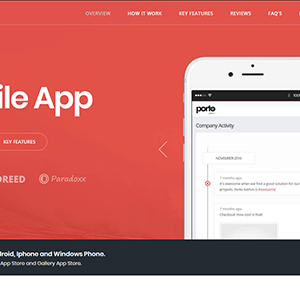 OVERVIEW HOW IT WORK KEY FEATURES REVIEWS FAQ'S
ile App
KEY FEATURES
OREED Paradoxx
porto
Company Activity
NOVEMBER 2016
7 months ago
It's awesome when we find a good solution for our
projects, Porto Admin is #awesome
7 months ago
Checkout! How cool is that!
droid, Iphone and Windows Phone.
App Store and Gallery App Store.